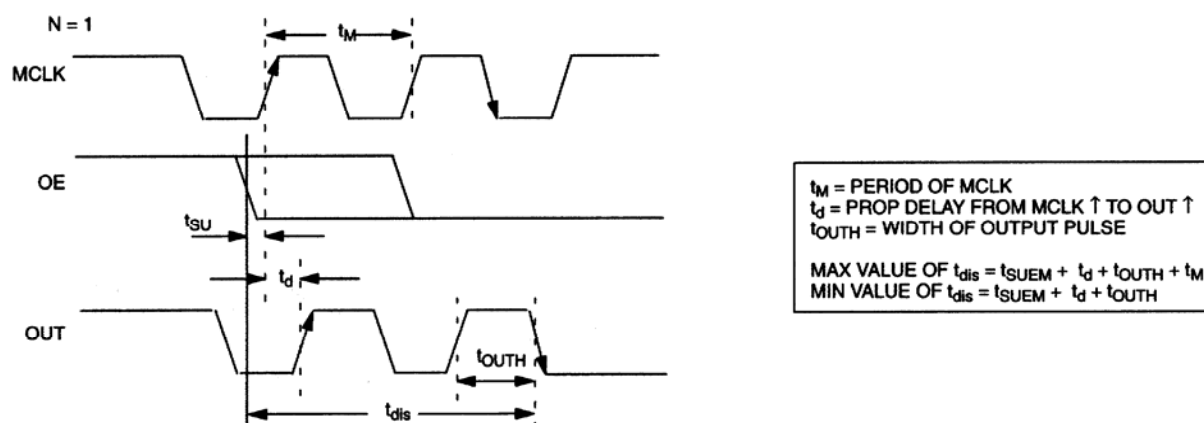 N = 1
t_M
MCLK
OE
t_SU
t_d
OUT
t_OUTH
t_dis
t_M = PERIOD OF MCLK
t_d = PROP DELAY FROM MCLK ↑ TO OUT ↑
t_OUTH = WIDTH OF OUTPUT PULSE
MAX VALUE OF t_dis = t_SUEM + t_d + t_OUTH + t_M
MIN VALUE OF t_dis = t_SUEM + t_d + t_OUTH